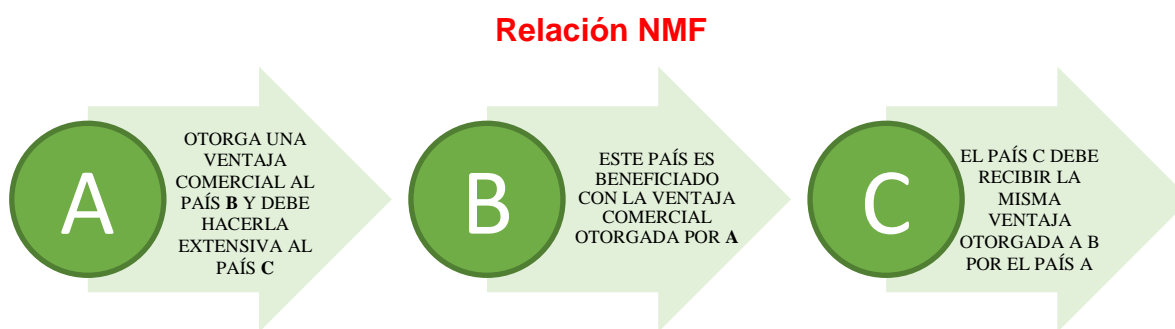 Relación NMF
A
OTORGA UNA
VENTAJA
COMERCIAL AL
PAÍS B Y DEBE
HACERLA
EXTENSIVA AL
PAÍS C
B
ESTE PAÍS ES
BENEFICIADO
CON LA VENTAJA
COMERCIAL
OTORGADA POR A
C
EL PAÍS C DEBE
RECIBIR LA
MISMA
VENTAJA
OTORGADA A B
POR EL PAÍS A